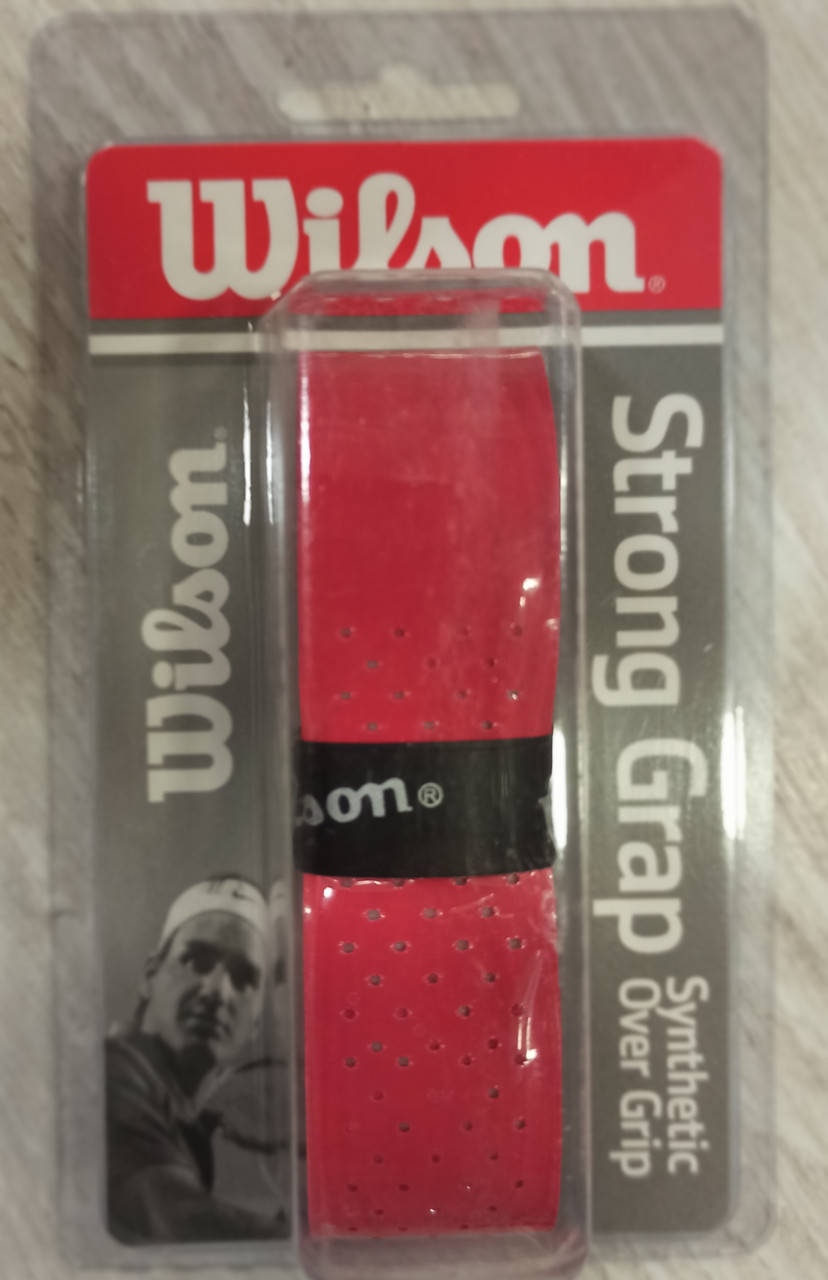 Wilson®
Wilson®
Strong Grap
Synthetic
Over Grip
son®